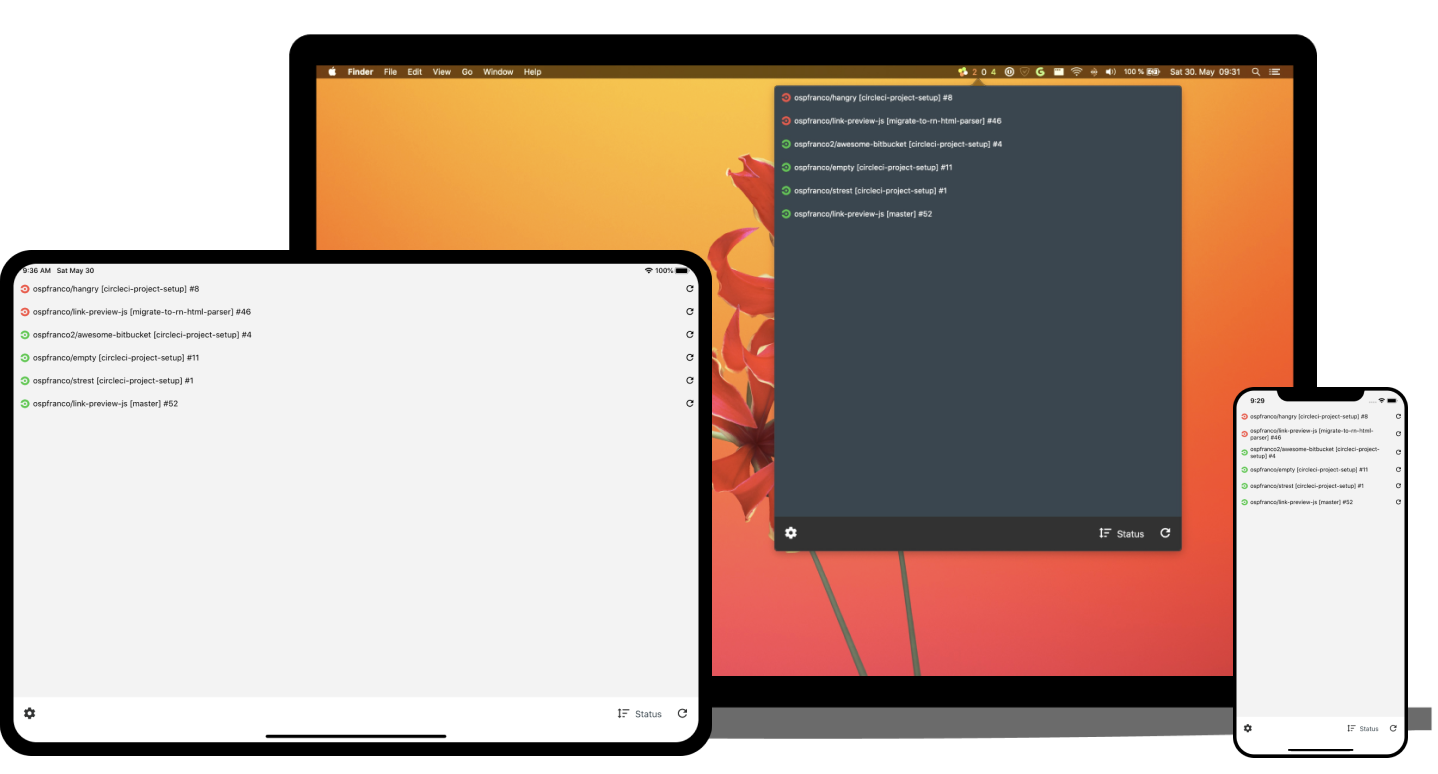 Finder File Edit View Go Window Help
2 0 4
100 % Sat 30. May 09:31
ospfranco/hangry [circleci-project-setup] #8
ospfranco/link-preview-js [migrate-to-rn-html-parser] #46
ospfranco2/awesome-bitbucket [circleci-project-setup] #4
ospfranco/empty [circleci-project-setup] #11
ospfranco/strest [circleci-project-setup] #1
ospfranco/link-preview-js [master] #52
Status
9:36 AM Sat May 30
100%
ospfranco/hangry [circleci-project-setup] #8
ospfranco/link-preview-js [migrate-to-rn-html-parser] #46
ospfranco2/awesome-bitbucket [circleci-project-setup] #4
ospfranco/empty [circleci-project-setup] #11
ospfranco/strest [circleci-project-setup] #1
ospfranco/link-preview-js [master] #52
Status
9:29
ospfranco/hangry [circleci-project-setup] #8
ospfranco/link-preview-js [migrate-to-rn-html-
parser] #46
ospfranco2/awesome-bitbucket [circleci-project-
setup] #4
ospfranco/empty [circleci-project-setup] #11
ospfranco/strest [circleci-project-setup] #1
ospfranco/link-preview-js [master] #52
Status